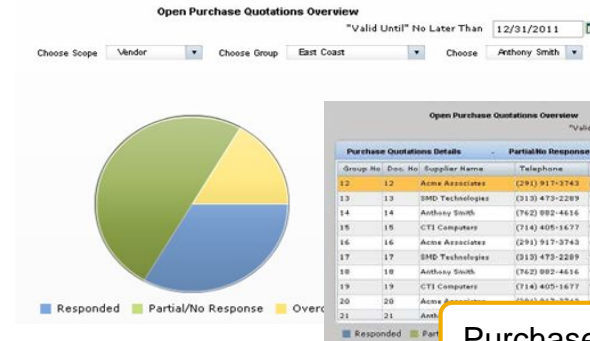 Open Purchase Quotations Overview
"Valid Until" No Later Than 12/31/2011
Choose Scope Vendor Choose Group East Coast Choose Anthony Smith
Responded Partial/No Response
Open Purchase Quotations Overview
Purchase Quotations Details - Partial/No Response
Group No Doc. No Supplier Name Telephone
12 12 Acme Associates (291) 917-3743
13 13 SMD Technologies (313) 473-2289
14 14 Anthony Smith (762) 882-4616
15 15 CTI Computers (714) 405-1677
16 16 Acme Associates (291) 917-3743
17 17 SMD Technologies (313) 473-2289
18 18 Anthony Smith (762) 882-4616
19 19 CTI Computers (714) 405-1677
20 20 Acme
21 21
Responded
Purchase